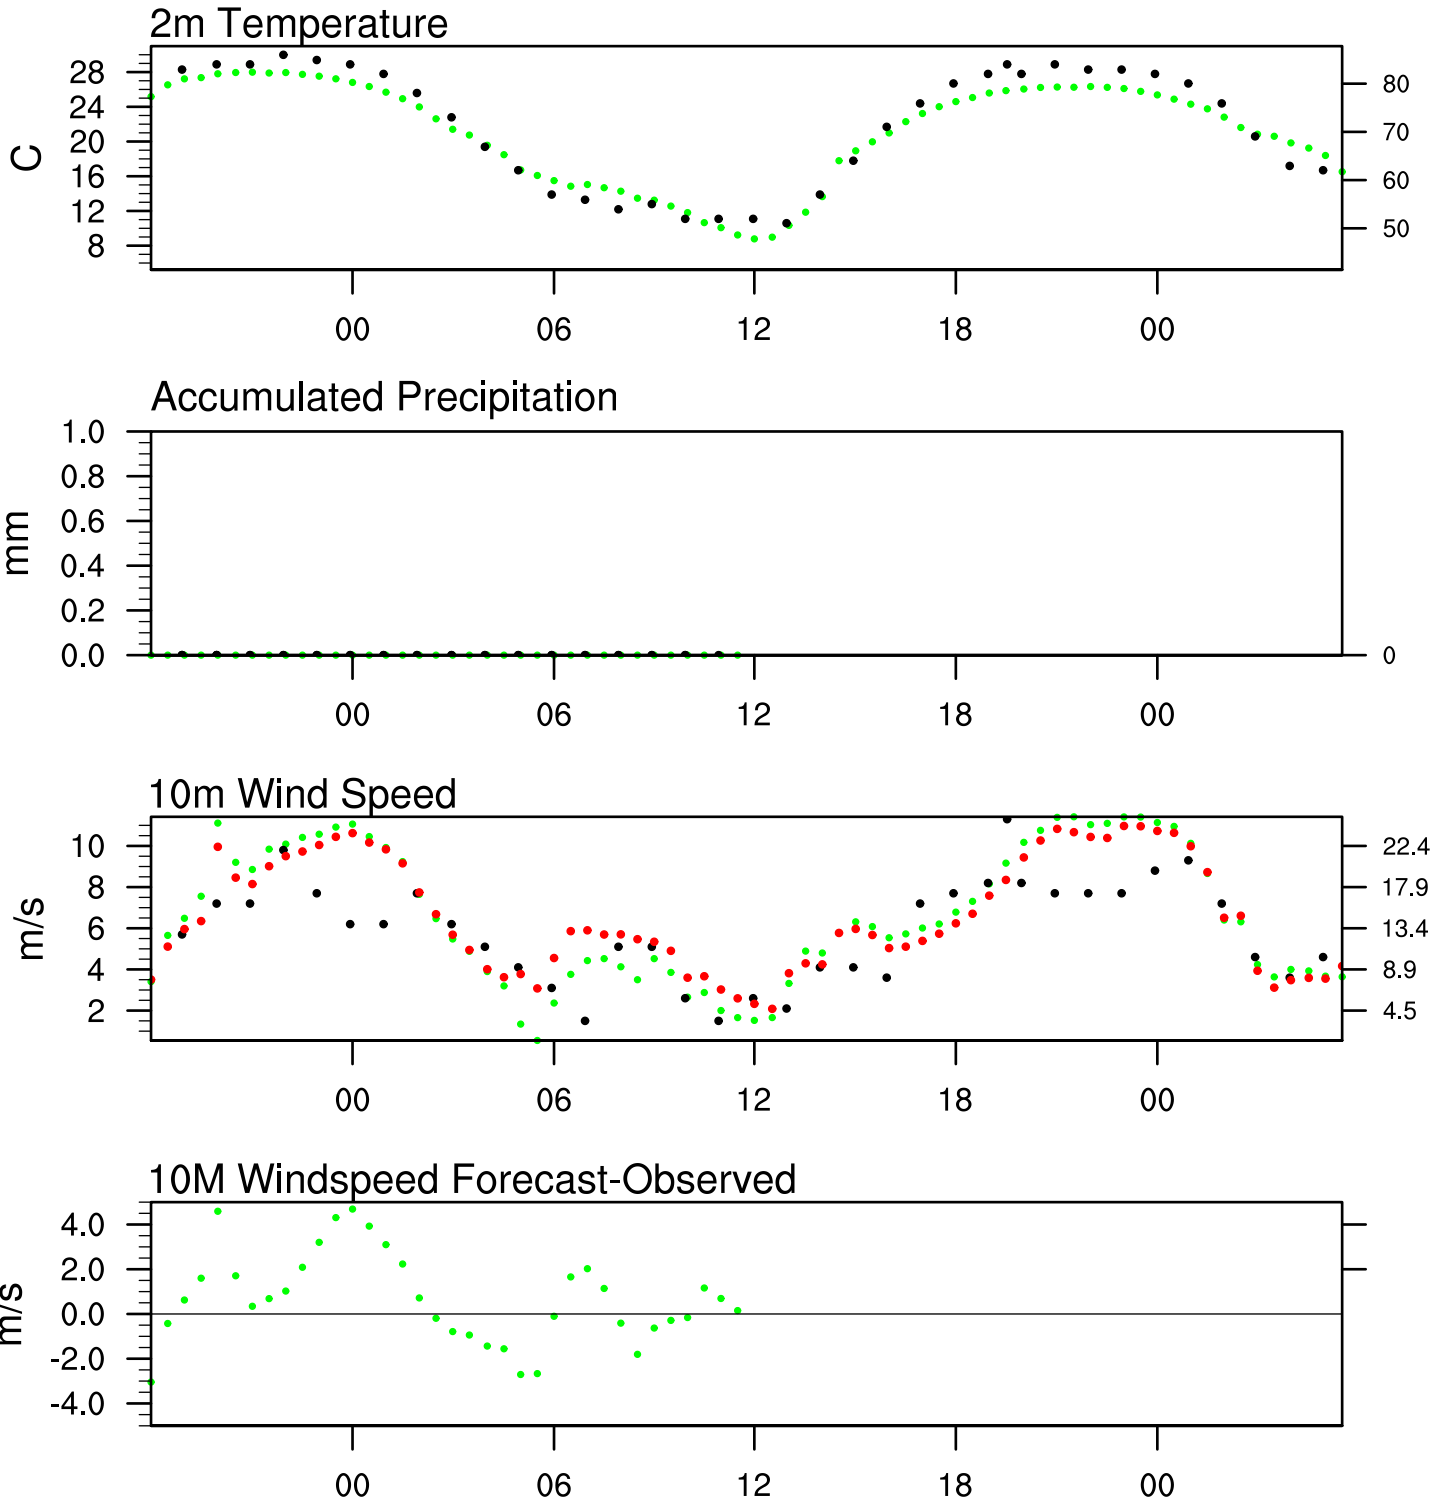 2m Temperature
C
28
24
20
16
12
8
80
70
60
50
00 06 12 18 00
Accumulated Precipitation
mm
1.0
0.8
0.6
0.4
0.2
0.0
0
00 06 12 18 00
10m Wind Speed
m/s
10
8
6
4
2
22.4
17.9
13.4
8.9
4.5
00 06 12 18 00
10M Windspeed Forecast-Observed
m/s
4.0
2.0
0.0
-2.0
-4.0
00 06 12 18 00